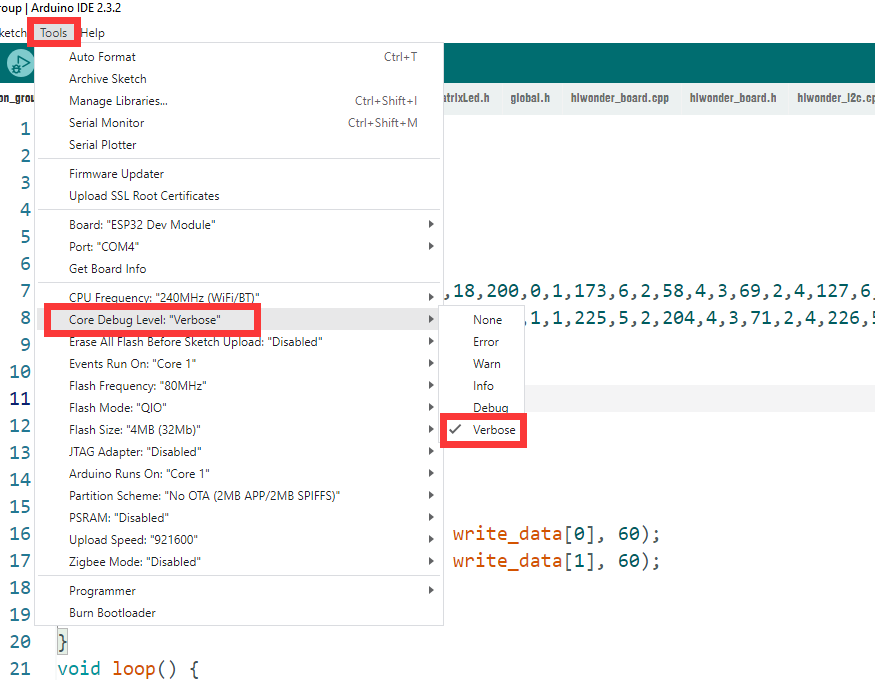 roup | Arduino IDE 2.3.2
ketch Tools Help
on_grou
atrixLed.h global.h hiwonder_board.cpp hiwonder_board.h hiwonder_i2c.cp
Auto Format Ctrl+T
Archive Sketch
Manage Libraries... Ctrl+Shift+I
Serial Monitor Ctrl+Shift+M
Serial Plotter
Firmware Updater
Upload SSL Root Certificates
Board: "ESP32 Dev Module"
Port: "COM4"
Get Board Info
CPU Frequency: "240MHz (WiFi/BT)"
Core Debug Level: "Verbose"
Erase All Flash Before Sketch Upload: "Disabled"
Events Run On: "Core 1"
Flash Frequency: "80MHz"
Flash Mode: "QIO"
Flash Size: "4MB (32Mb)"
JTAG Adapter: "Disabled"
Arduino Runs On: "Core 1"
Partition Scheme: "No OTA (2MB APP/2MB SPIFFS)"
PSRAM: "Disabled"
Upload Speed: "921600"
Zigbee Mode: "Disabled"
Programmer
Burn Bootloader
None
Error
Warn
Info
Debug
Verbose
1
2
3
4
5
6
7 ,18,200,0,1,173,6,2,58,4,3,69,2,4,127,6,
8 ,1,1,225,5,2,204,4,3,71,2,4,226,5
9
10
11
12
13
14
15
16 write_data[0], 60);
17 write_data[1], 60);
18
19
20 }
21 void loop() {